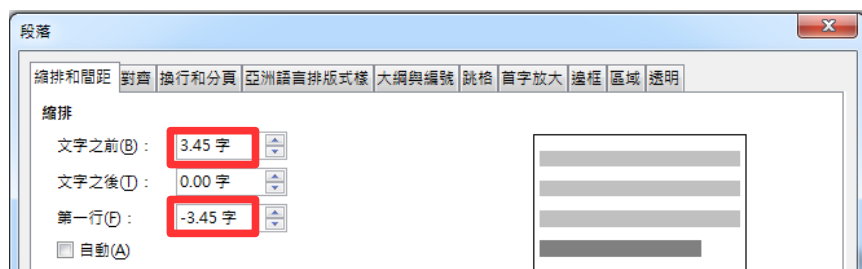 段落
縮排和間距 對齊 換行和分頁 亞洲語言排版式樣 大綱與編號 跳格 首字放大 邊框 區域 透明
縮排
文字之前(B)： 3.45 字
文字之後(T)： 0.00 字
第一行(F)： -3.45 字
自動(A)